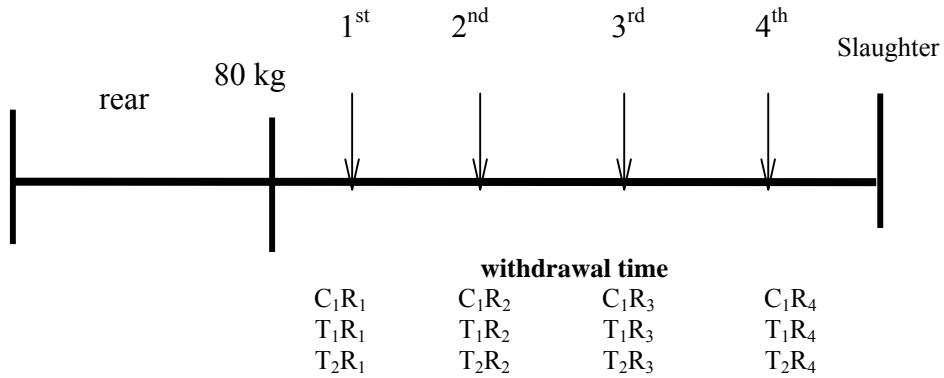 1st 2nd 3rd 4th
Slaughter
80 kg
rear
withdrawal time
C₁R₁ C₁R₂ C₁R₃ C₁R₄
T₁R₁ T₁R₂ T₁R₃ T₁R₄
T₂R₁ T₂R₂ T₂R₃ T₂R₄